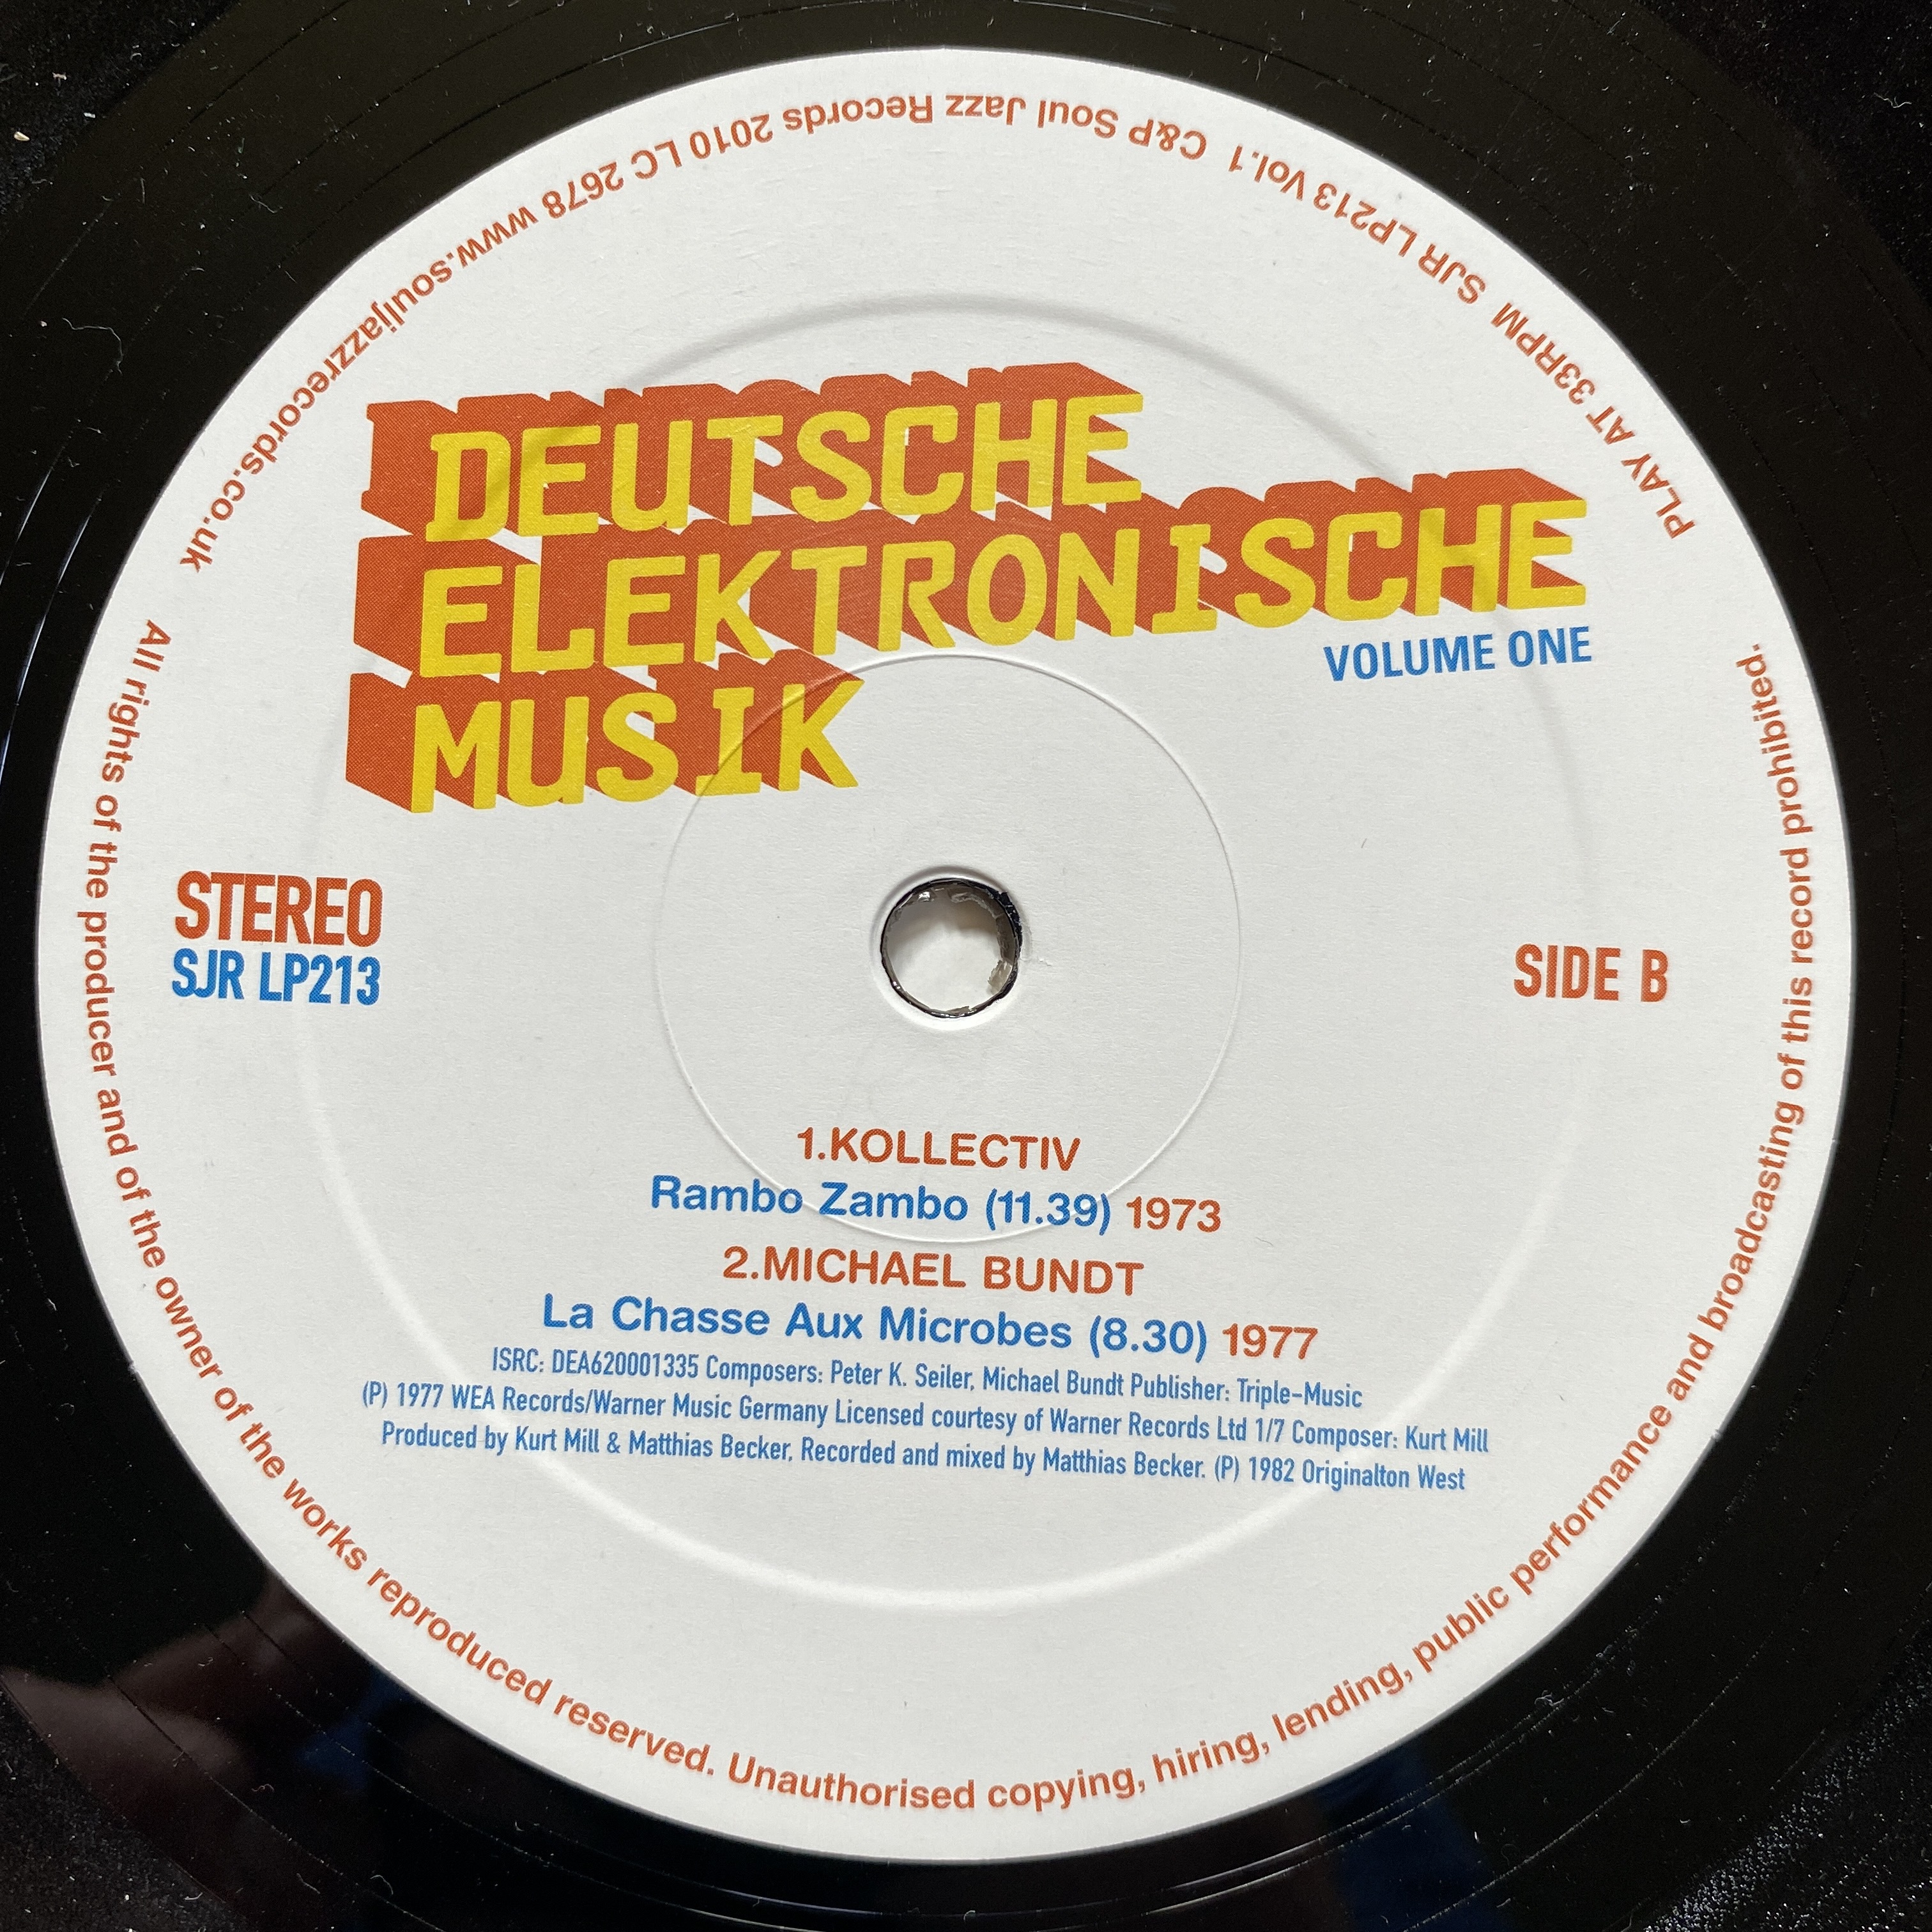 DEUTSCHE
ELEKTRONISCHE
MUSIK
VOLUME ONE
STEREO
SJR LP213
SIDE B
1.KOLLECTIV
Rambo Zambo (11.39) 1973
2.MICHAEL BUNDT
La Chasse Aux Microbes (8.30) 1977
ISRC: DEA620001335 Composers: Peter K. Seiler, Michael Bundt Publisher: Triple-Music
(P) 1977 WEA Records/Warner Music Germany Licensed courtesy of Warner Records Ltd 1/7 Composer: Kurt Mill
Produced by Kurt Mill & Matthias Becker, Recorded and mixed by Matthias Becker. (P) 1982 Originalton West
All rights of the producer and of the owner of the works reproduced reserved. Unauthorised copying, hiring, lending, public performance and broadcasting of this record prohibited.
PLAY AT 33RPM SJR LP213 Vol.1 C&P Soul Jazz Records 2010 LC 2678 www.souljazzrecords.co.uk